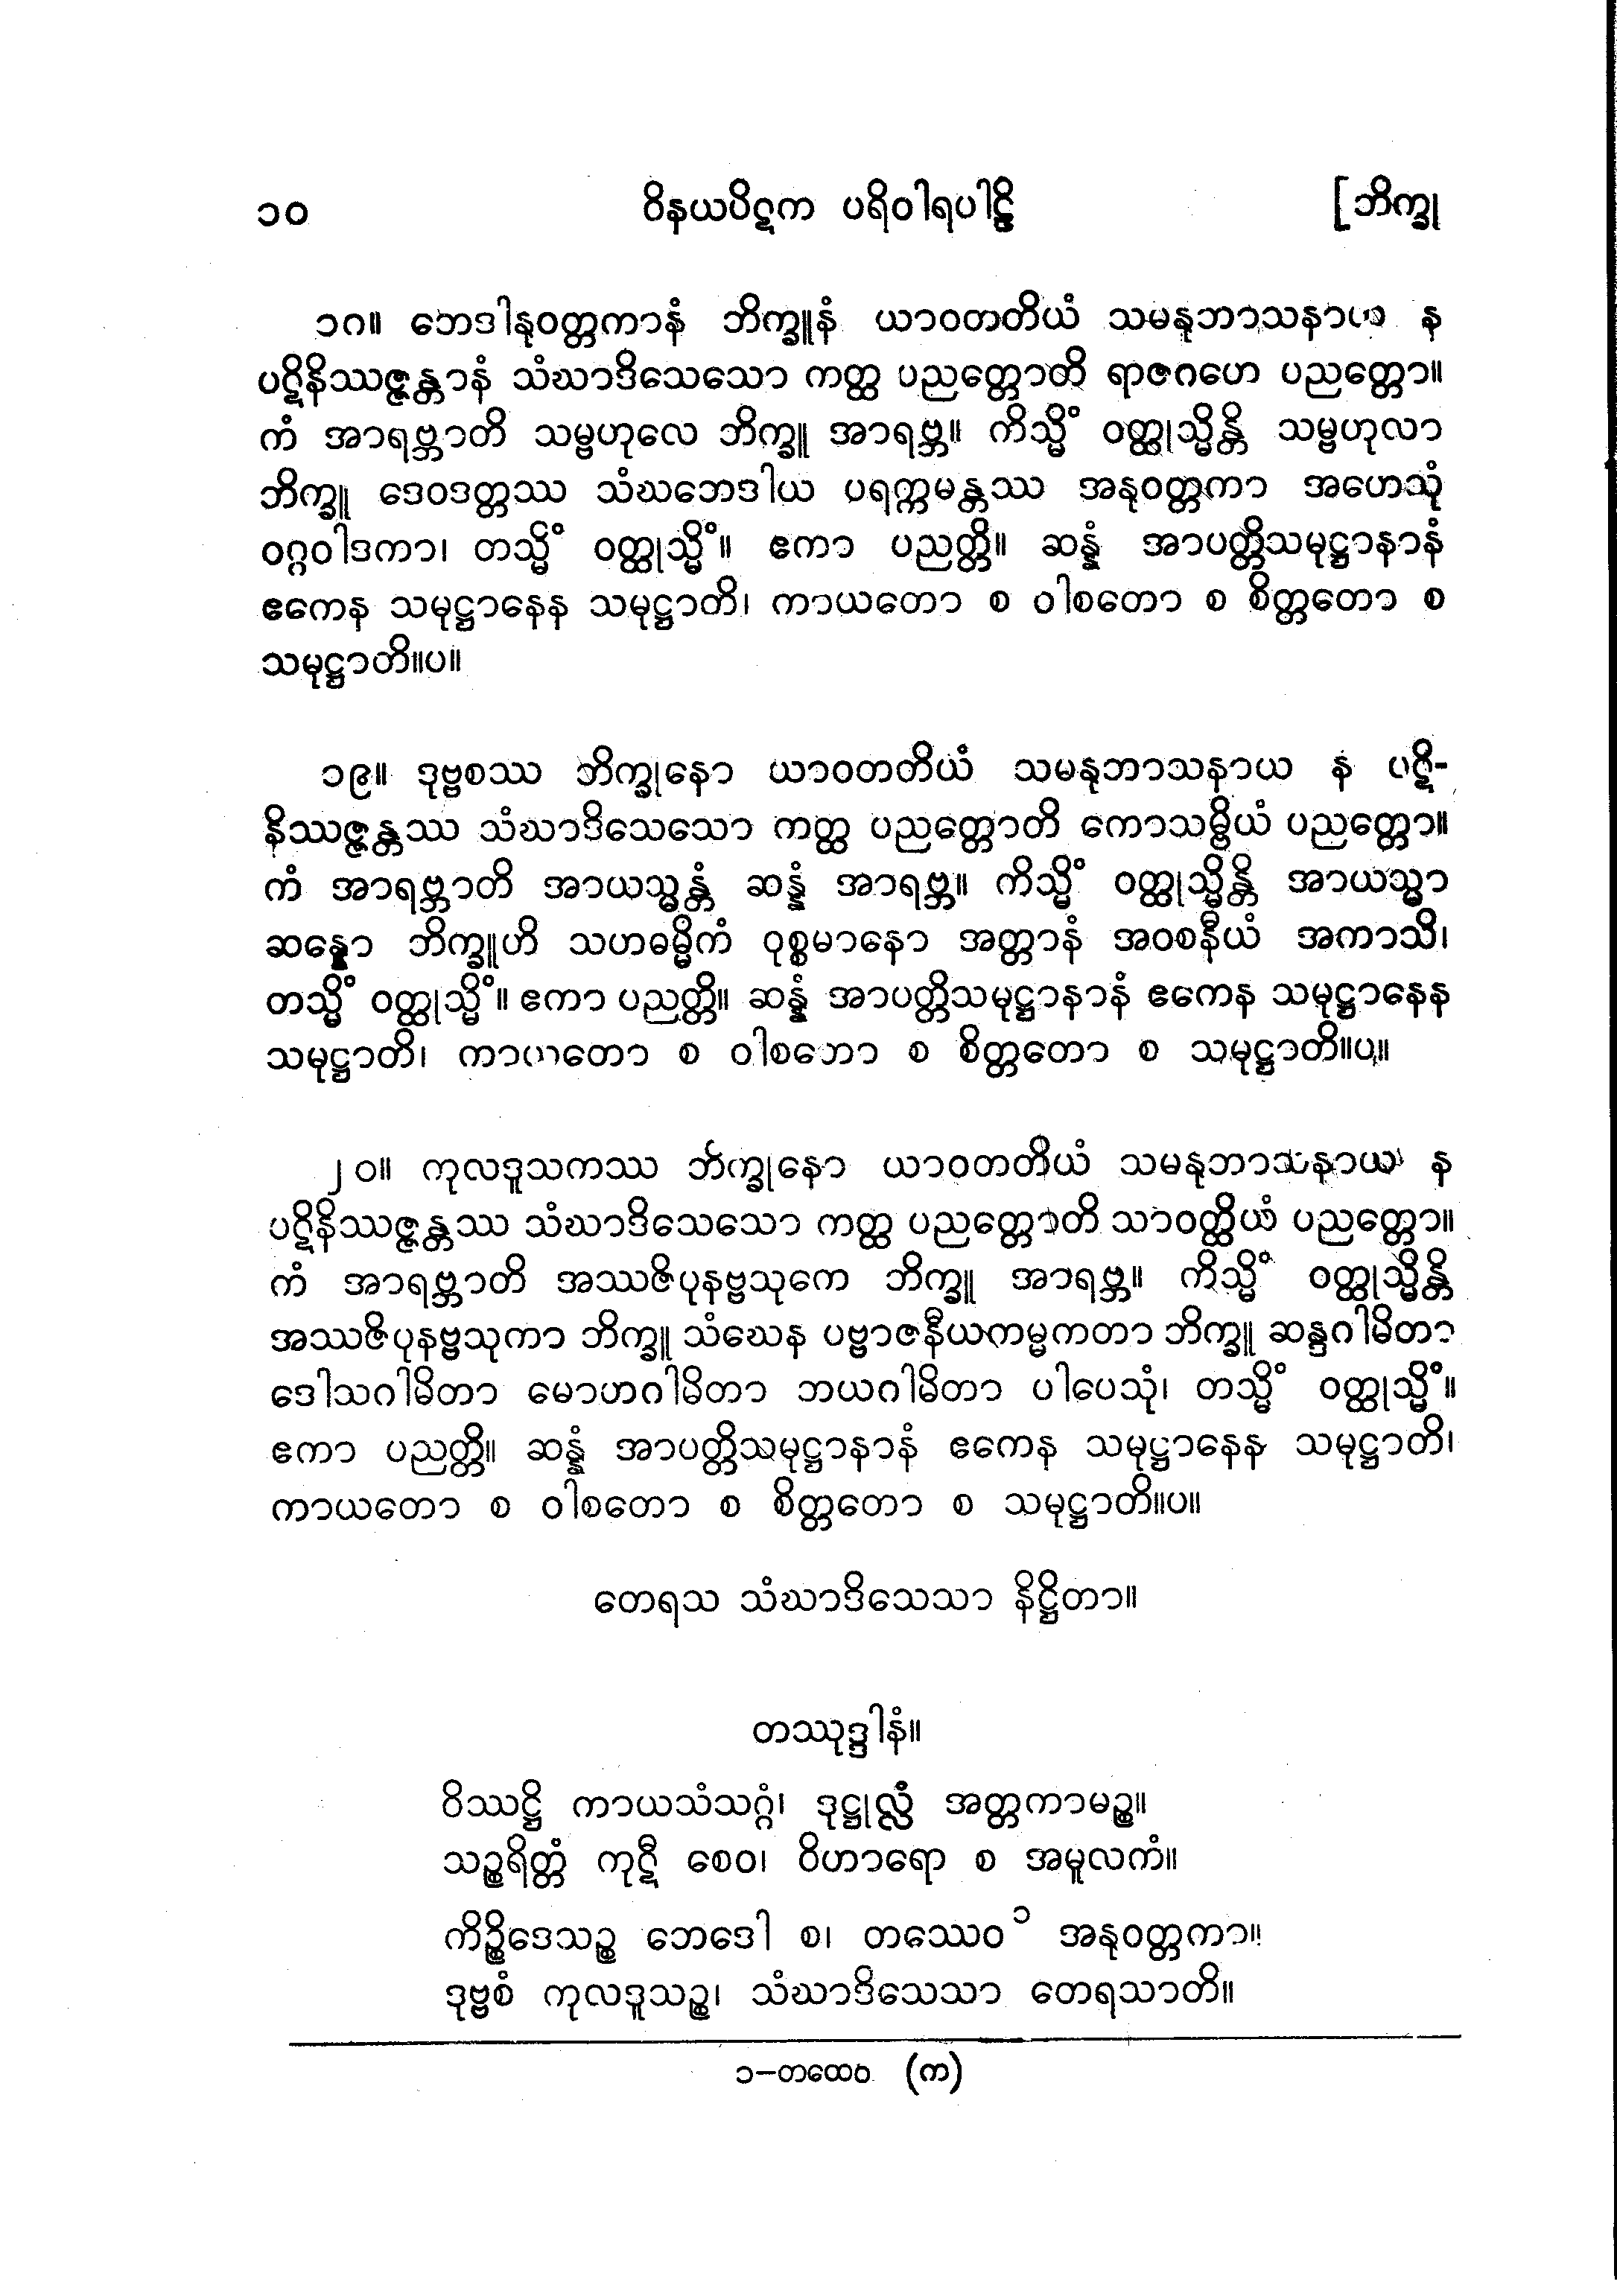 ၁၀ ဝိနယပိဋက ပရိဝါရပါဠိ [ဘိက္ခု
၁ဂ။ ဘေဒါနုဝတ္တကာနံ ဘိက္ခူနံ ယာဝတတိယံ သမနုဘာသနာယ န
ပဋိနိဿဇ္ဇန္တာနံ သံဃာဒိသေသော ကတ္ထ ပညတ္တောတိ ရာဇဂဟေ ပညတ္တော။
ကံ အာရဗ္ဘာတိ သမ္ဗဟုလေ ဘိက္ခူ အာရဗ္ဘ။ ကိသ္မိံ ဝတ္ထုသ္မိန္တိ သမ္ဗဟုလာ
ဘိက္ခူ ဒေဝဒတ္တဿ သံဃဘေဒါယ ပရက္ကမန္တဿ အနုဝတ္တကာ အဟေသုံ
ဝဂ္ဂဝါဒကာ၊ တသ္မိံ ဝတ္ထုသ္မိံ။ ဧကာ ပညတ္တိ။ ဆန္နံ အာပတ္တိသမုဋ္ဌာနာနံ
ဧကေန သမုဋ္ဌာနေန သမုဋ္ဌာတိ၊ ကာယတော စ ဝါစတော စ စိတ္တတော စ
သမုဋ္ဌာတိ။ပ။
၁၉။ ဒုဗ္ဗစဿ ဘိက္ခုနော ယာဝတတိယံ သမနုဘာသနာယ န ပဋိ-
နိဿဇ္ဇန္တဿ သံဃာဒိသေသော ကတ္ထ ပညတ္တောတိ ကောသမ္ဗိယံ ပညတ္တော။
ကံ အာရဗ္ဘာတိ အာယသ္မန္တံ ဆန္နံ အာရဗ္ဘ။ ကိသ္မိံ ဝတ္ထုသ္မိန္တိ အာယသ္မာ
ဆန္နော ဘိက္ခူဟိ သဟဓမ္မိကံ ဝုစ္စမာနော အတ္တာနံ အဝစနီယံ အကာသိ၊
တသ္မိံ ဝတ္ထုသ္မိံ။ ဧကာ ပညတ္တိ။ ဆန္နံ အာပတ္တိသမုဋ္ဌာနာနံ ဧကေန သမုဋ္ဌာနေန
သမုဋ္ဌာတိ၊ ကာယတော စ ဝါစတော စ စိတ္တတော စ သမုဋ္ဌာတိ။ပ။
၂၀။ ကုလဒူသကဿ ဘိက္ခုနော ယာဝတတိယံ သမနုဘာသနာယ န
ပဋိနိဿဇ္ဇန္တဿ သံဃာဒိသေသော ကတ္ထ ပညတ္တောတိ သာဝတ္ထိယံ ပညတ္တော။
ကံ အာရဗ္ဘာတိ အဿဇိပုနဗ္ဗသုကေ ဘိက္ခူ အာရဗ္ဘ။ ကိသ္မိံ ဝတ္ထုသ္မိန္တိ
အဿဇိပုနဗ္ဗသုကာ ဘိက္ခူ သံဃေန ပဗ္ဗာဇနီယကမ္မကတာ ဘိက္ခူ ဆန္ဒဂါမိတာ
ဒေါသဂါမိတာ မောဟဂါမိတာ ဘယဂါမိတာ ပါပေသုံ၊ တသ္မိံ ဝတ္ထုသ္မိံ။
ဧကာ ပညတ္တိ။ ဆန္နံ အာပတ္တိသမုဋ္ဌာနာနံ ဧကေန သမုဋ္ဌာနေန သမုဋ္ဌာတိ၊
ကာယတော စ ဝါစတော စ စိတ္တတော စ သမုဋ္ဌာတိ။ပ။
တေရသ သံဃာဒိသေသာ နိဋ္ဌိတာ။
တဿုဒ္ဒါနံ။
ဝိဿဋ္ဌိ ကာယသံသဂ္ဂံ၊ ဒုဋ္ဌုလ္လံ အတ္တကာမဉ္စ။
သဉ္စရိတ္တံ ကုဋီ စေဝ၊ ဝိဟာရော စ အမူလကံ။
ကိဉ္စိဒေသဉ္စ ဘေဒေါ စ၊ တဿေဝ ၁ အနုဝတ္တကာ။
ဒုဗ္ဗစံ ကုလဒူသဉ္စ၊ သံဃာဒိသေသာ တေရသာတိ။
၁-တထေဝ (က)